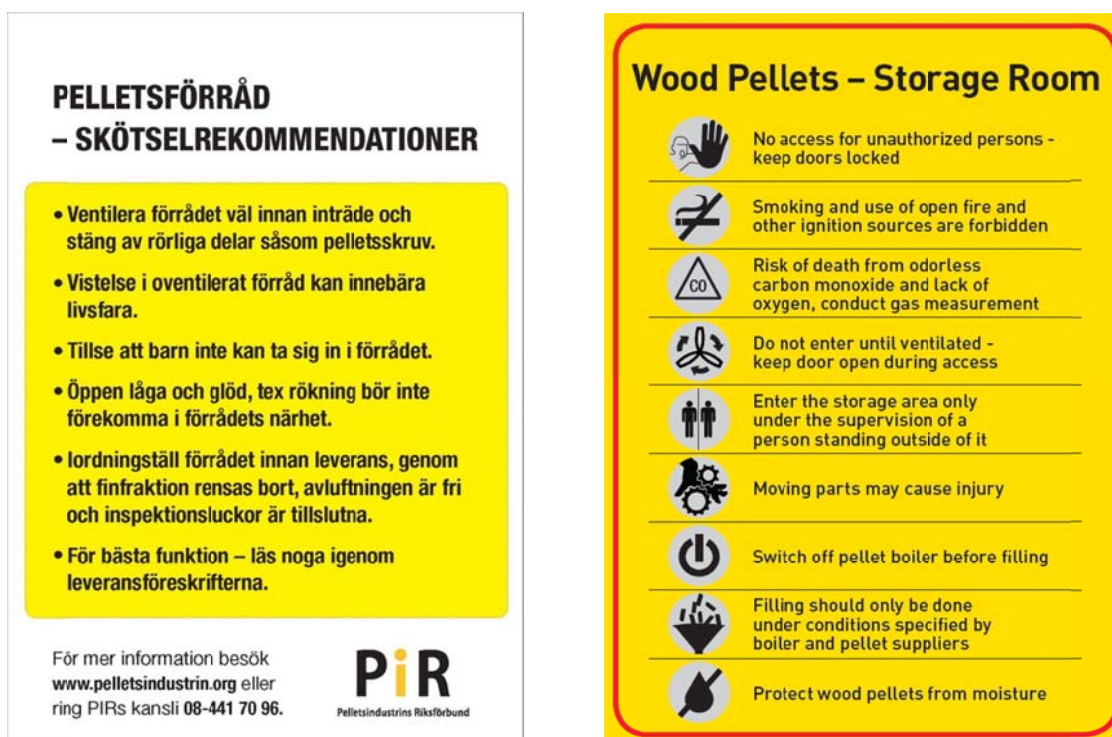 PELLETSFÖRRÅD
– SKÖTSELREKOMMENDATIONER
• Ventilera förrådet väl innan inträde och
stäng av rörliga delar såsom pelletsskruv.
• Vistelse i oventilerat förråd kan innebära
livsfara.
• Tillse att barn inte kan ta sig in i förrådet.
• Öppen låga och glöd, tex rökning bör inte
förekomma i förrådets närhet.
• Iordningställ förrådet innan leverans, genom
att finfraktion rensas bort, avluftningen är fri
och inspektionsluckor är tillslutna.
• För bästa funktion – läs noga igenom
leveransföreskrifterna.
För mer information besök
www.pelletsindustrin.org eller
ring PIRs kansli 08-441 70 96.
PiR
Pelletsindustrins Riksförbund
Wood Pellets – Storage Room
No access for unauthorized persons -
keep doors locked
Smoking and use of open fire and
other ignition sources are forbidden
CO
Risk of death from odorless
carbon monoxide and lack of
oxygen, conduct gas measurement
Do not enter until ventilated -
keep door open during access
Enter the storage area only
under the supervision of a
person standing outside of it
Moving parts may cause injury
Switch off pellet boiler before filling
Filling should only be done
under conditions specified by
boiler and pellet suppliers
Protect wood pellets from moisture